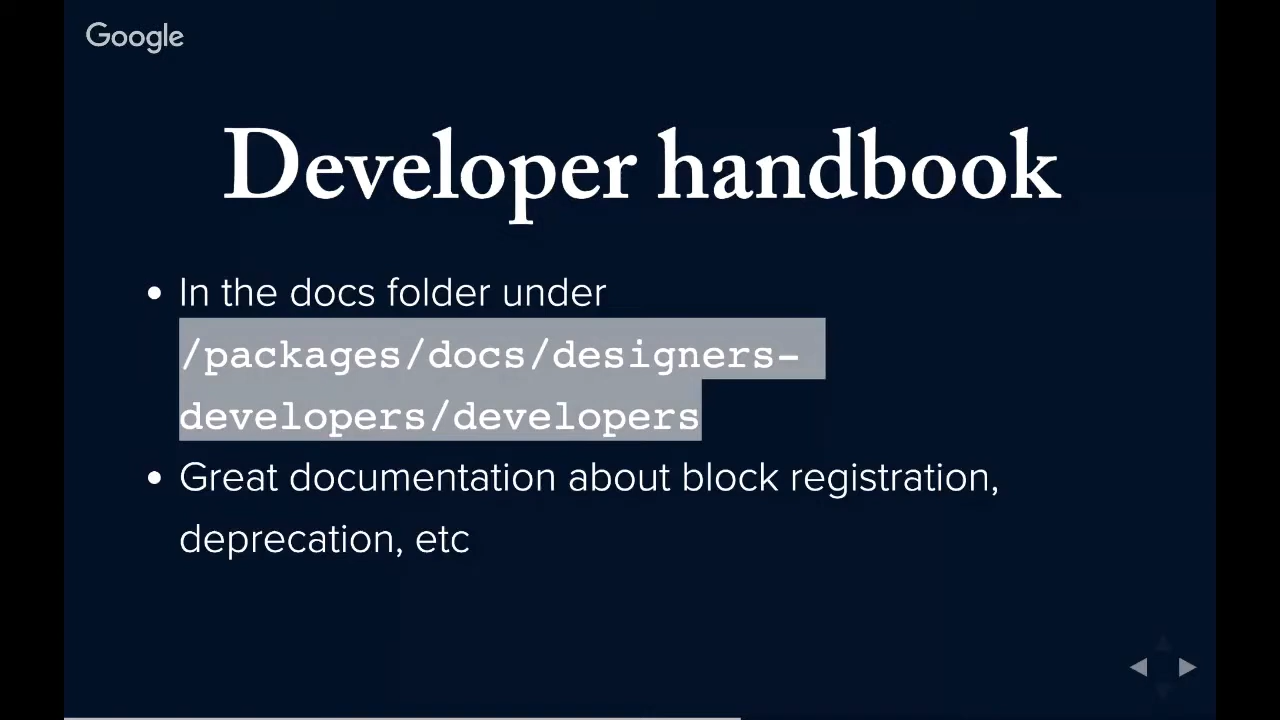 Google
Developer handbook
• In the docs folder under
/packages/docs/designers-
developers/developers
• Great documentation about block registration,
deprecation, etc